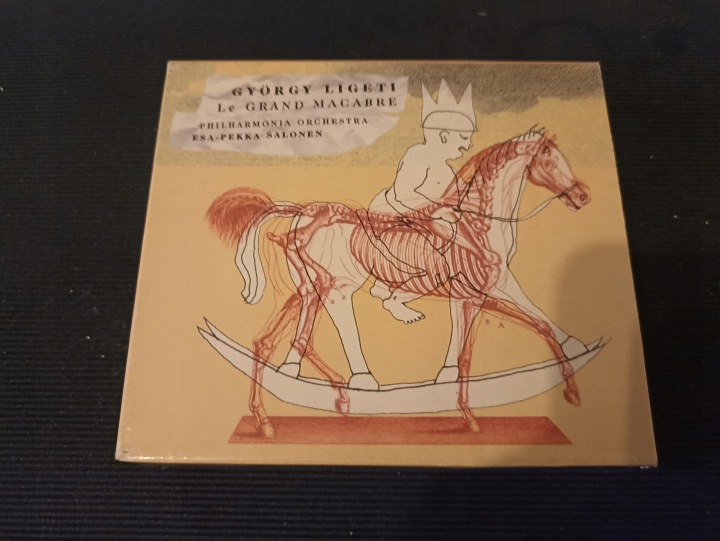 GYÖRGY LIGETI
Le GRAND MACABRE
PHILHARMONIA ORCHESTRA
ESA-PEKKA SALONEN